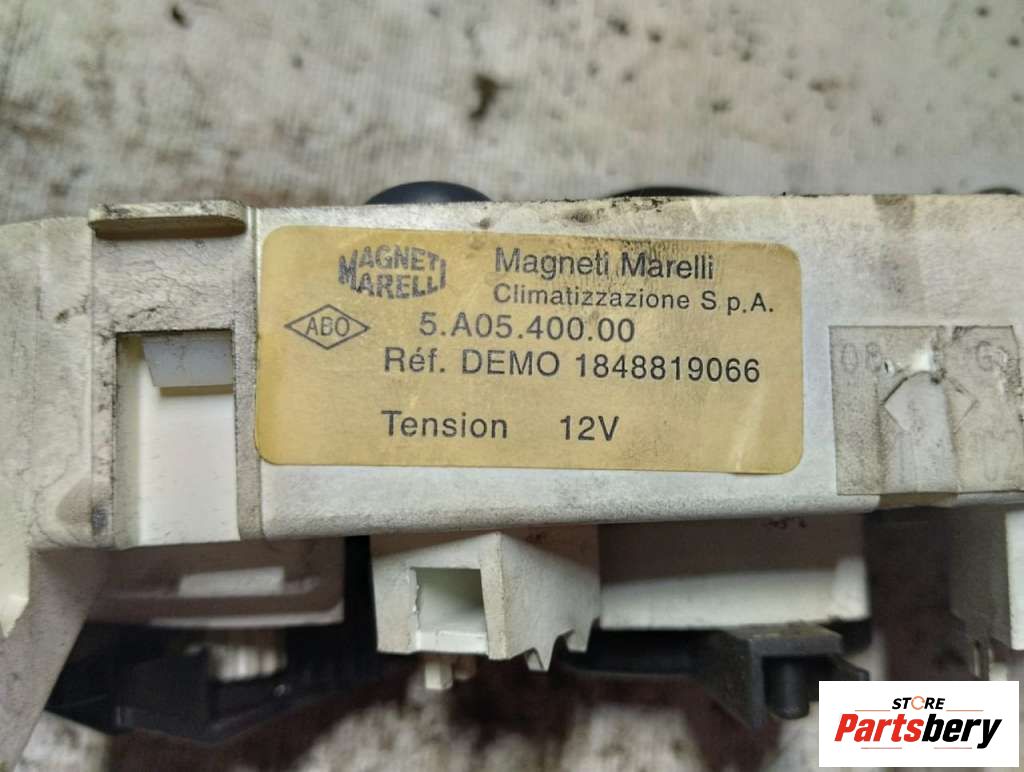 MAGNETI
MARELLI
Magneti Marelli
Climatizzazione S.p.A.
ABO
5.A05.400.00
Réf. DEMO 1848819066
Tension 12V
STORE
Partsbery